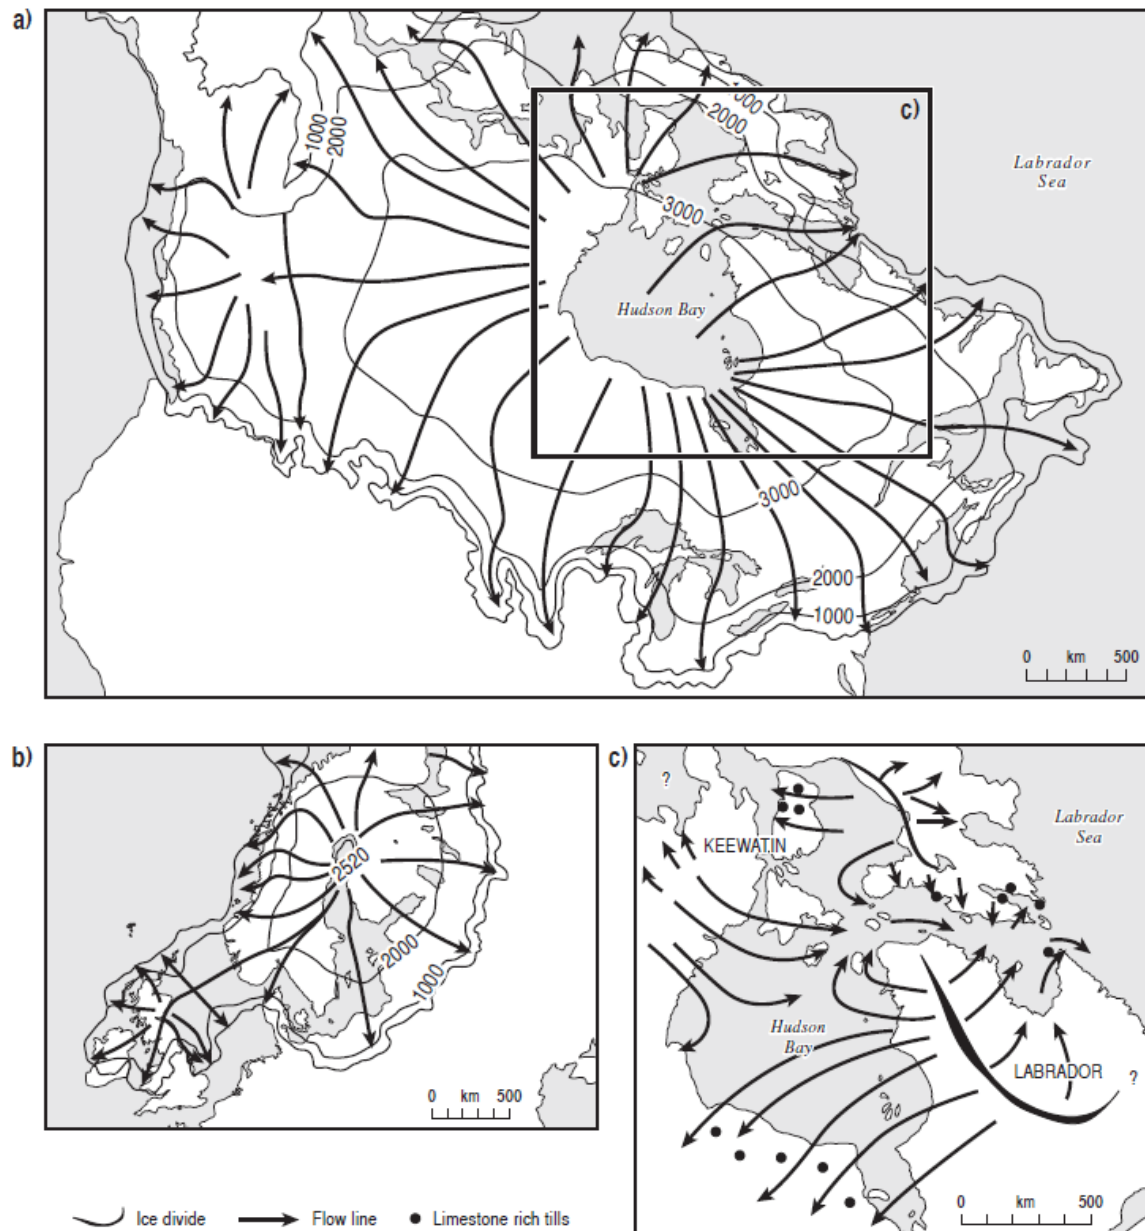 a)
1000
2000
1000
2000
c)
Labrador
Sea
3000
Hudson Bay
3000
2000
1000
0 km 500
b)
2520
2000
1000
0 km 500
c)
?
KEEWATIN
Labrador
Sea
Hudson
Bay
LABRADOR
?
0 km 500
Ice divide
Flow line
Limestone rich tills